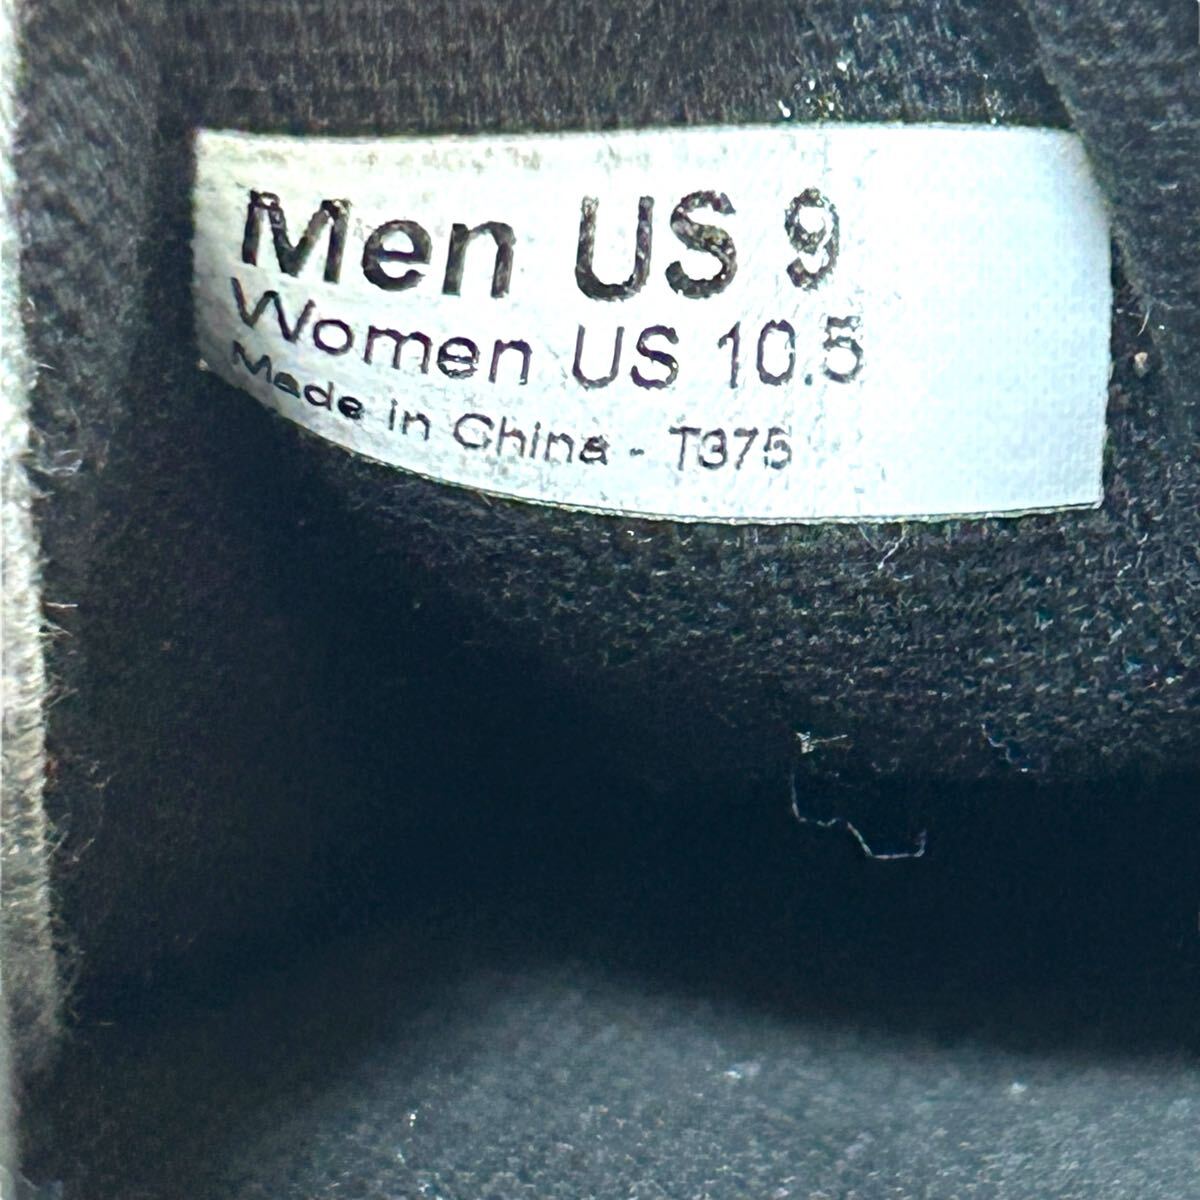 Men US 9
Women US 10.5
Made in China - T375